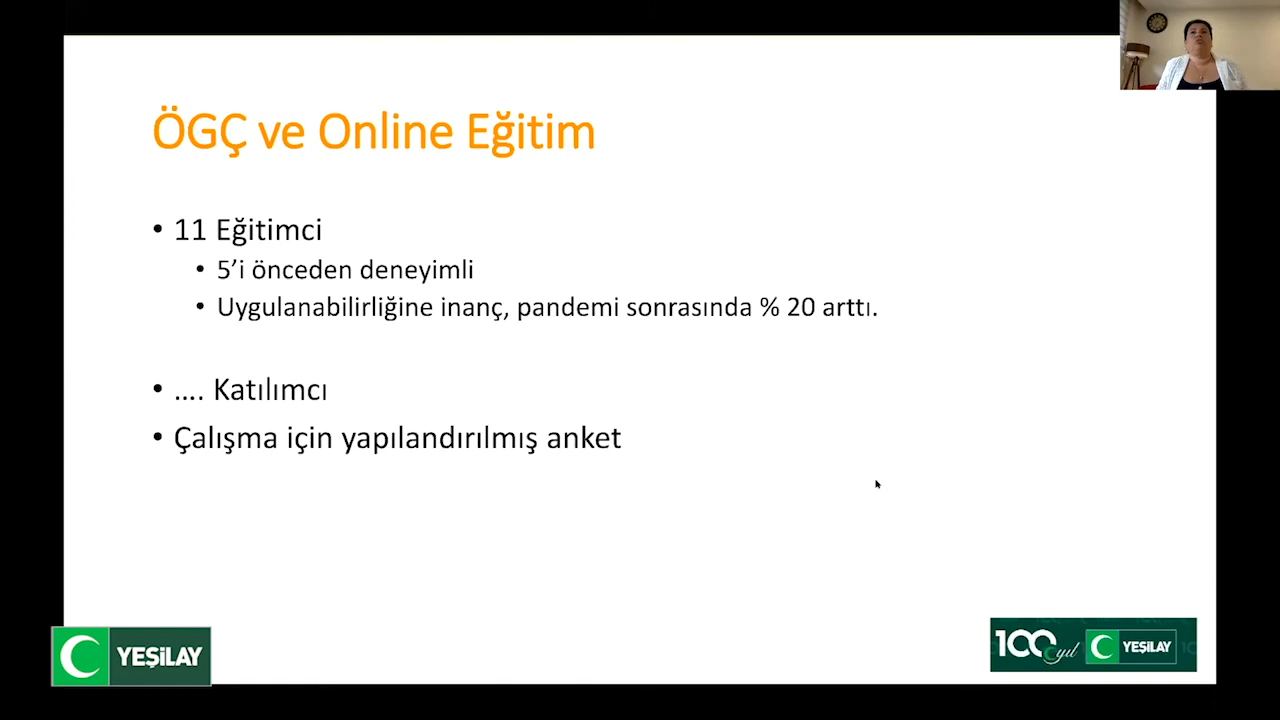 ÖGÇ ve Online Eğitim
• 11 Eğitimci
• 5’i önceden deneyimli
• Uygulanabilirliğine inanç, pandemi sonrasında % 20 arttı.
• …. Katılımcı
• Çalışma için yapılandırılmış anket
YEŞİLAY
100 yıl YEŞİLAY